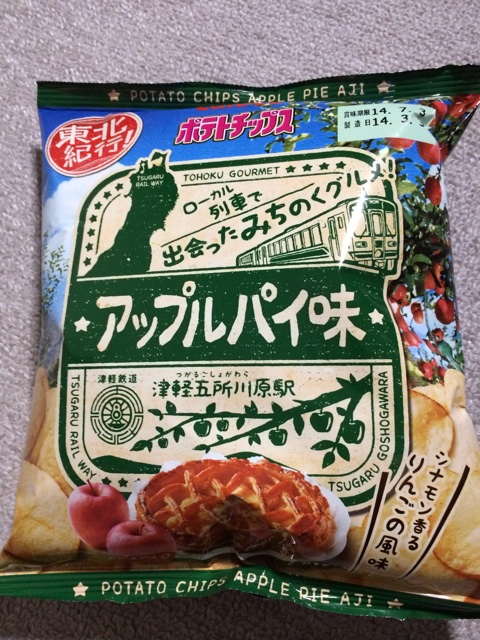 ★ POTATO CHIPS APPLE PIE AJI ★
東北
紀行!
ポテトチップス
賞味期限14.7.3
製造日14.3.3
TSUGARU
RAIL WAY
TOHOKU GOURMET ★★★★
ローカル
列車で
出会ったみちのくグルメ!
★アップルパイ味★
津軽鉄道
つがるごしょがわら
津軽五所川原駅
TSUGARU RAIL WAY
TSUGARU GOSHOGAWARA
シナモン香る
りんごの風味
★ POTATO CHIPS APPLE PIE AJI ★